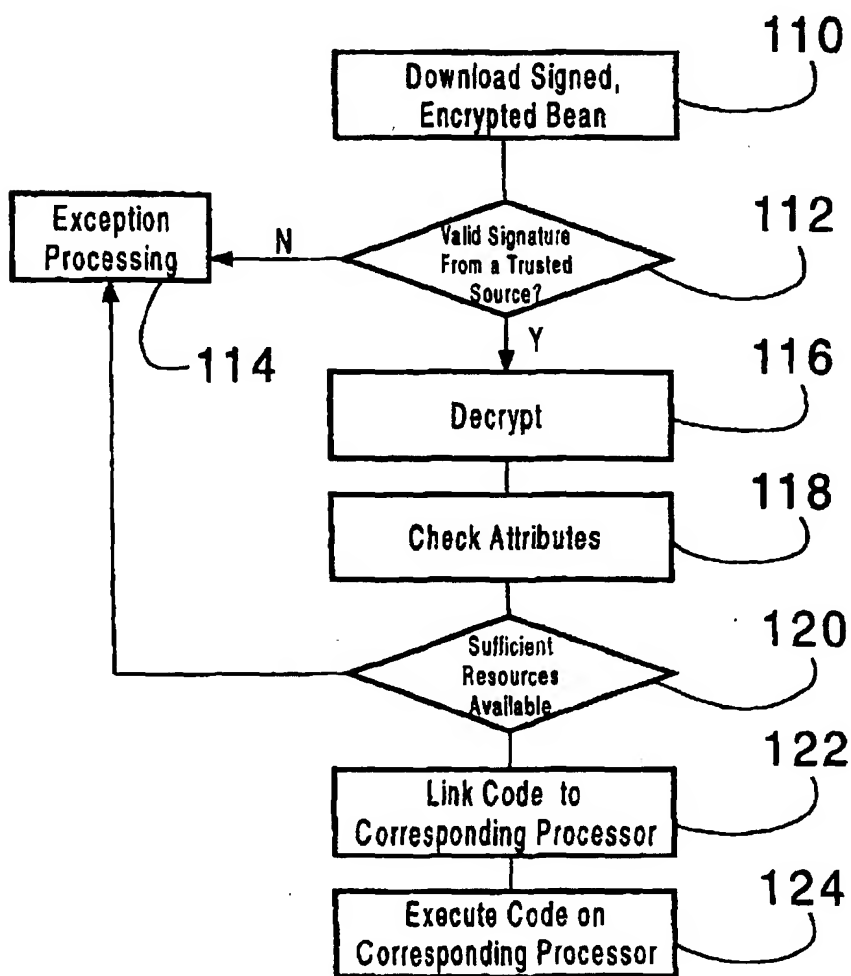 110
Download Signed,
Encrypted Bean
112
Valid Signature
From a Trusted
Source?
N
Exception
Processing
114
Y
116
Decrypt
118
Check Attributes
120
Sufficient
Resources
Available
122
Link Code to
Corresponding Processor
124
Execute Code on
Corresponding Processor